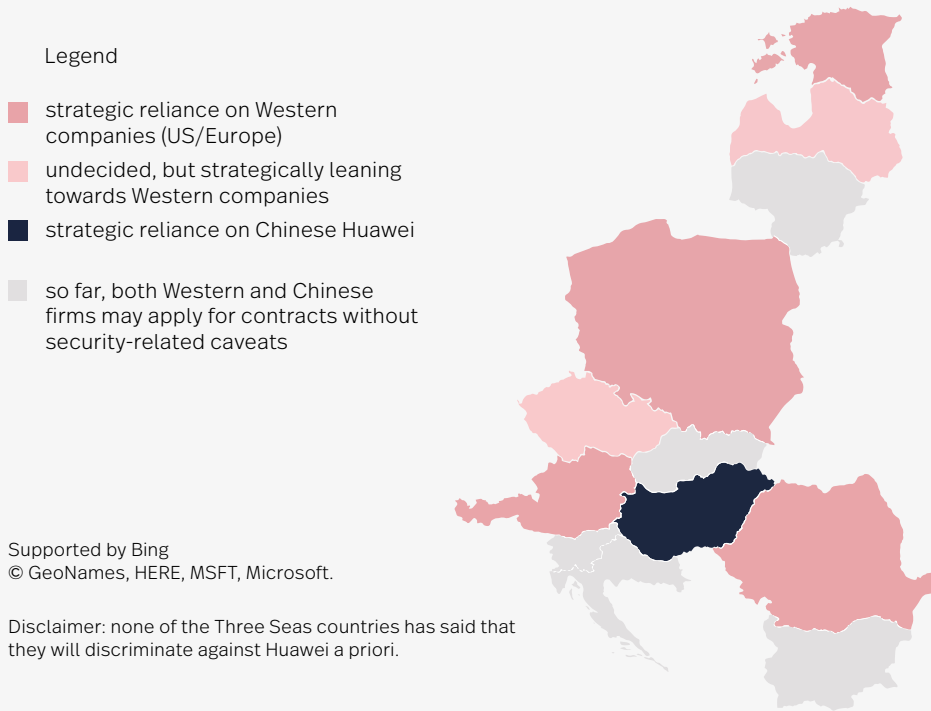 Legend
strategic reliance on Western
companies (US/Europe)
undecided, but strategically leaning
towards Western companies
strategic reliance on Chinese Huawei
so far, both Western and Chinese
firms may apply for contracts without
security-related caveats
Supported by Bing
© GeoNames, HERE, MSFT, Microsoft.
Disclaimer: none of the Three Seas countries has said that
they will discriminate against Huawei a priori.